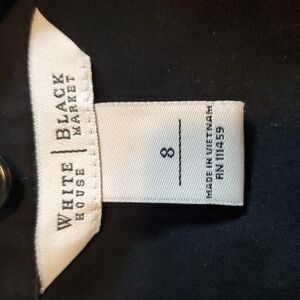 WHITE | BLACK
HOUSE | MARKET
8
MADE IN VIETNAM
RN 111459